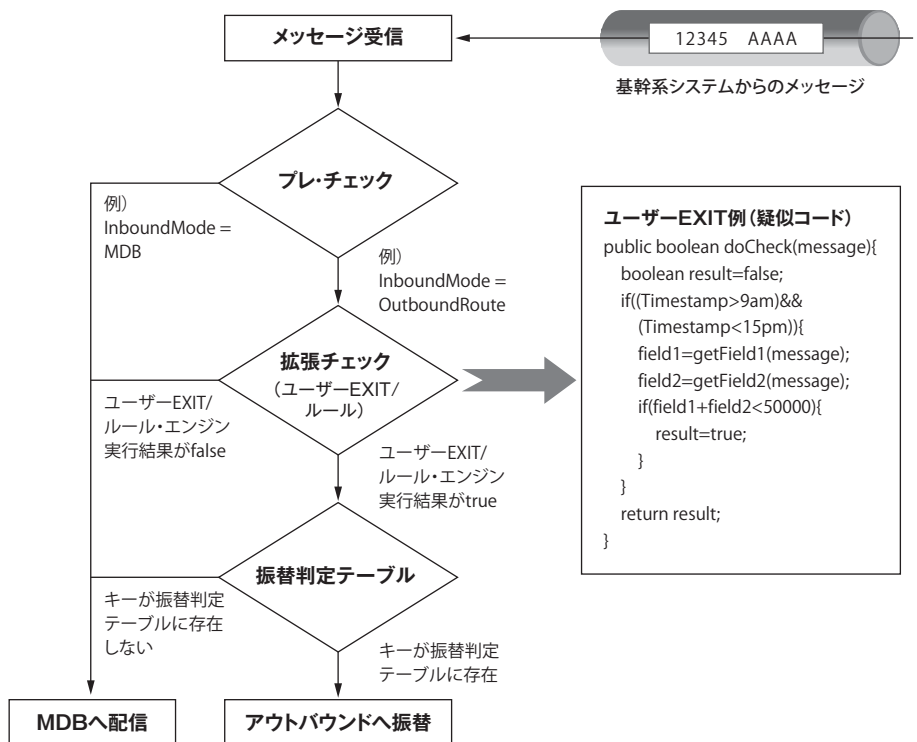 メッセージ受信
12345 AAAA
基幹系システムからのメッセージ
プレ・チェック
例)
InboundMode =
MDB
例)
InboundMode =
OutboundRoute
拡張チェック
(ユーザーEXIT/
ルール)
ユーザーEXIT/
ルール・エンジン
実行結果がfalse
ユーザーEXIT/
ルール・エンジン
実行結果がtrue
ユーザーEXIT例(疑似コード)
public boolean doCheck(message){
boolean result=false;
if((Timestamp>9am)&&
(Timestamp<15pm)){
field1=getField1(message);
field2=getField2(message);
if(field1+field2<50000){
result=true;
}
}
return result;
}
振替判定テーブル
キーが振替判定
テーブルに存在
しない
キーが振替判定
テーブルに存在
MDBへ配信
アウトバウンドへ振替